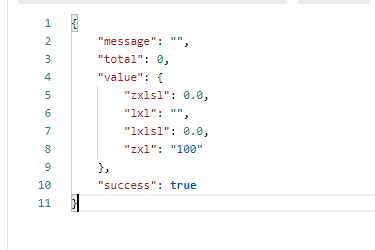 1 {
2 "message": "",
3 "total": 0,
4 "value": {
5 "zxlsl": 0.0,
6 "lxl": "",
7 "lxlsl": 0.0,
8 "zxl": "100"
9 },
10 "success": true
11 }